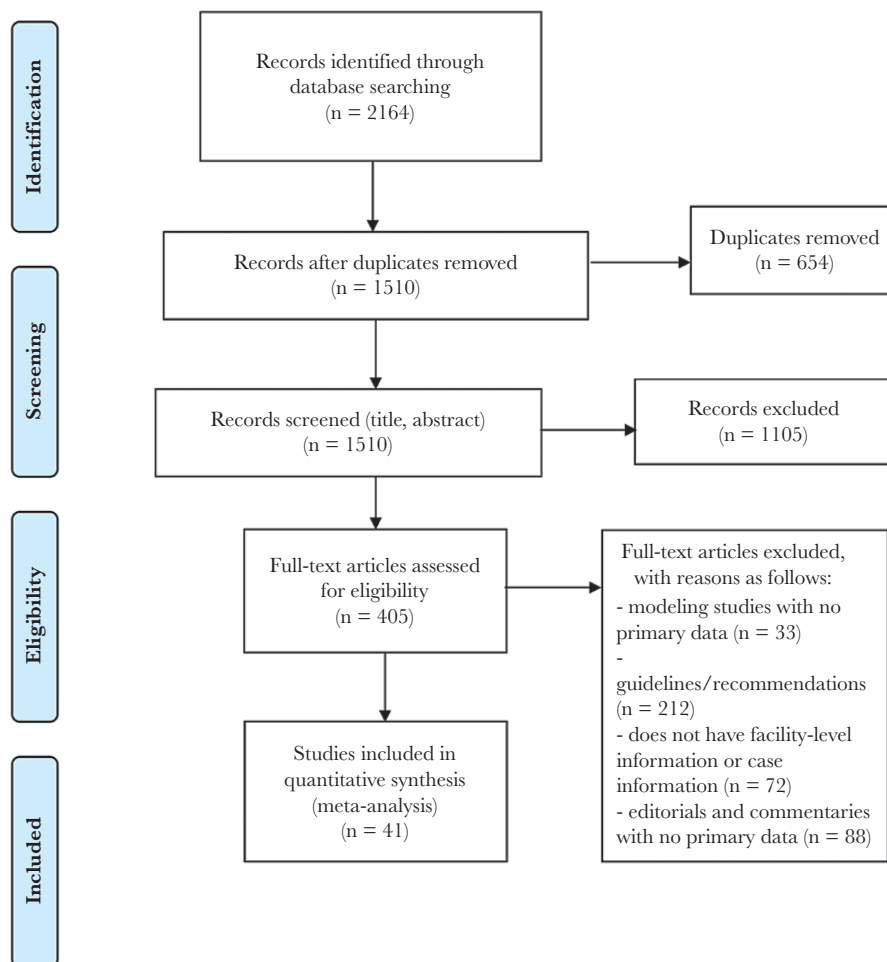 Identification
Records identified through
database searching
(n = 2164)
Records after duplicates removed
(n = 1510)
Duplicates removed
(n = 654)
Screening
Records screened (title, abstract)
(n = 1510)
Records excluded
(n = 1105)
Eligibility
Full-text articles assessed
for eligibility
(n = 405)
Full-text articles excluded,
with reasons as follows:
- modeling studies with no
primary data (n = 33)
-
guidelines/recommendations
(n = 212)
- does not have facility-level
information or case
information (n = 72)
- editorials and commentaries
with no primary data (n = 88)
Included
Studies included in
quantitative synthesis
(meta-analysis)
(n = 41)